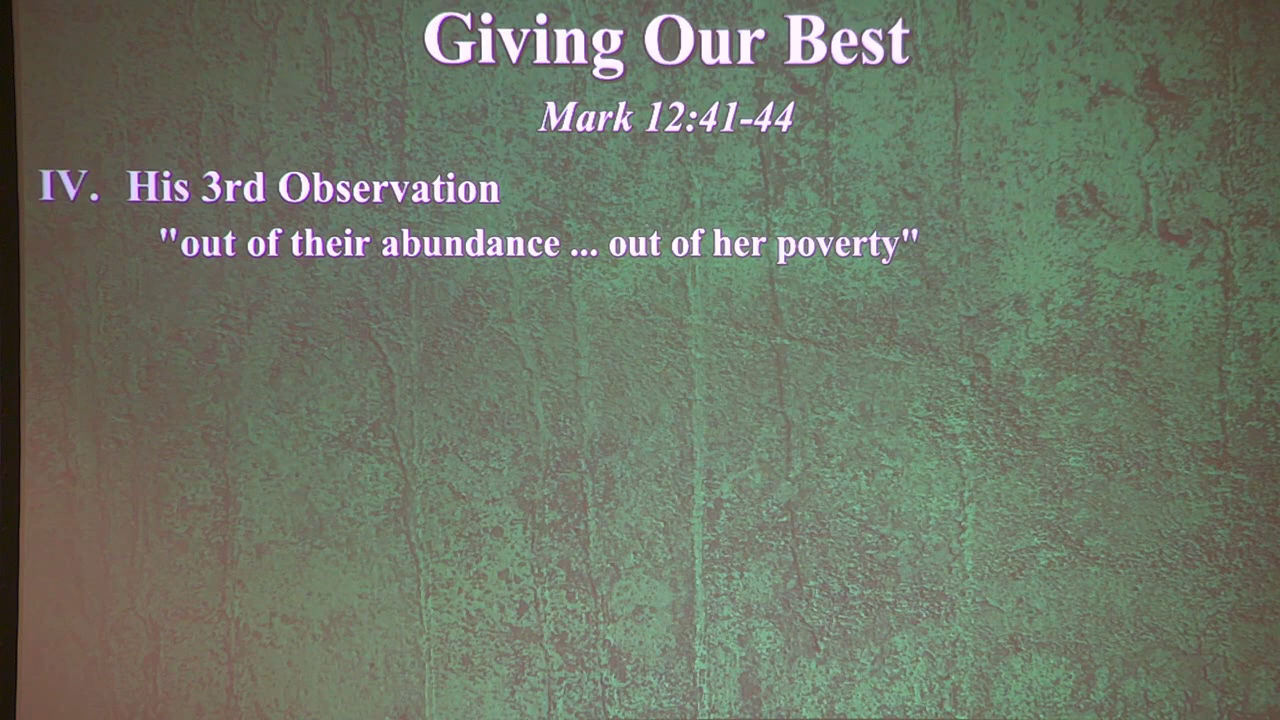 Giving Our Best
Mark 12:41-44
IV. His 3rd Observation
"out of their abundance ... out of her poverty"